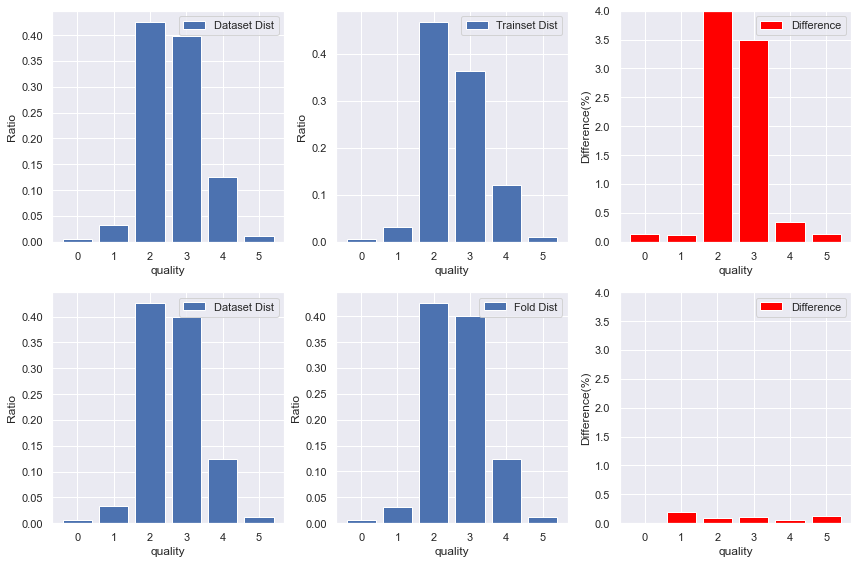 Dataset Dist
0.40
0.35
0.30
0.25
0.20
0.15
0.10
0.05
0.00
Ratio
0 1 2 3 4 5
quality
Trainset Dist
0.4
0.3
0.2
0.1
0.0
Ratio
0 1 2 3 4 5
quality
Difference
4.0
3.5
3.0
2.5
2.0
1.5
1.0
0.5
0.0
Difference(%)
0 1 2 3 4 5
quality
Dataset Dist
0.40
0.35
0.30
0.25
0.20
0.15
0.10
0.05
0.00
Ratio
0 1 2 3 4 5
quality
Fold Dist
0.40
0.35
0.30
0.25
0.20
0.15
0.10
0.05
0.00
Ratio
0 1 2 3 4 5
quality
Difference
4.0
3.5
3.0
2.5
2.0
1.5
1.0
0.5
0.0
Difference(%)
0 1 2 3 4 5
quality